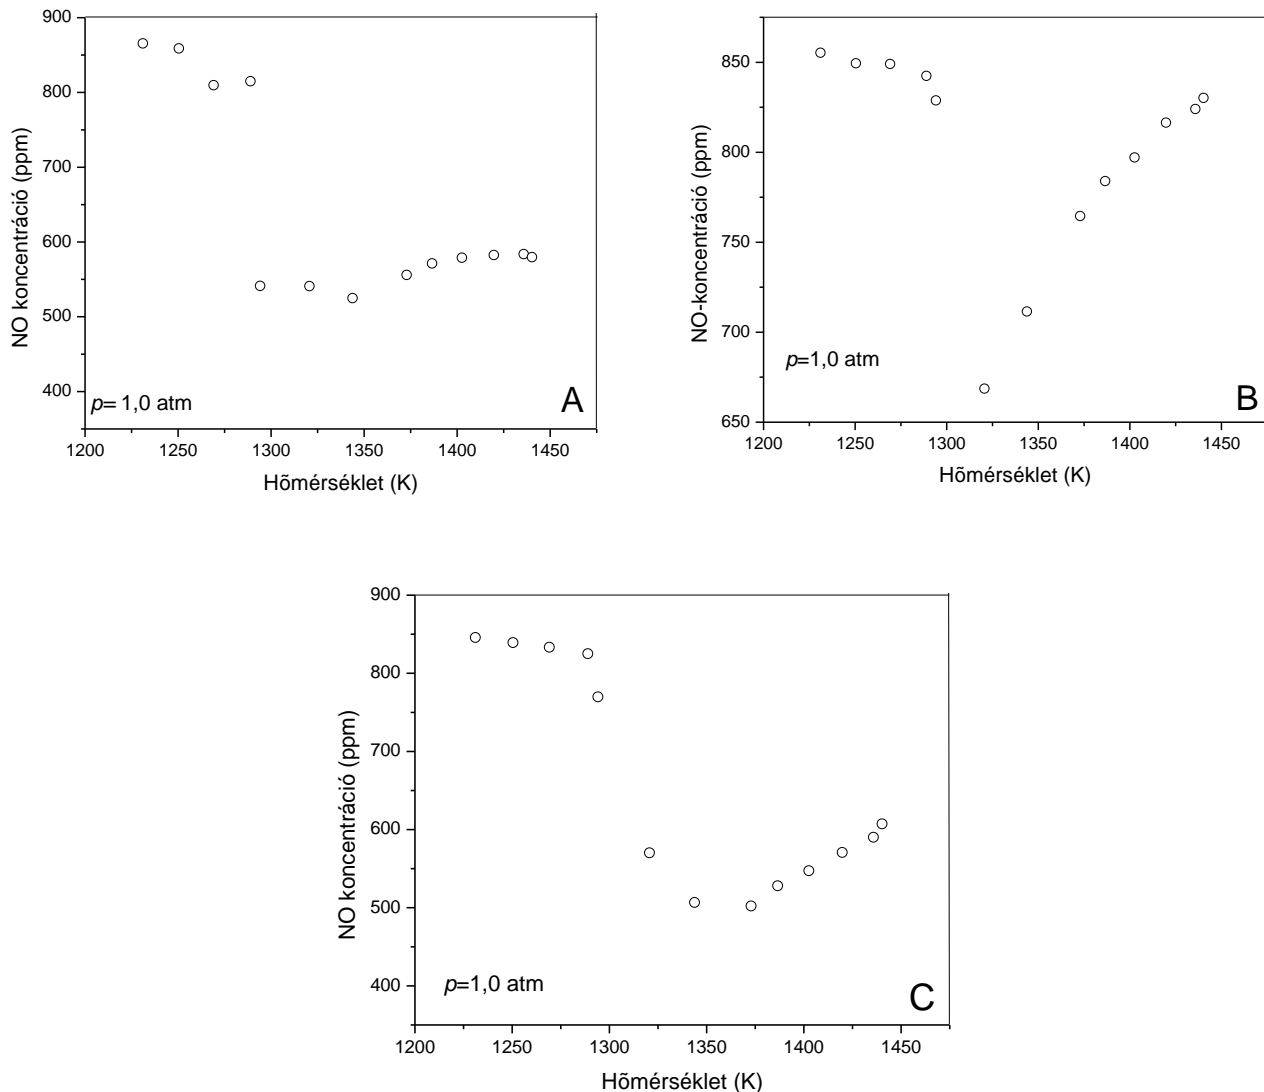 900
800
700
600
500
400
1200 1250 1300 1350 1400 1450
NO koncentráció (ppm)
Hõmérséklet (K)
p= 1,0 atm
A
850
800
750
700
650
1200 1250 1300 1350 1400 1450
NO-koncentráció (ppm)
Hõmérséklet (K)
p=1,0 atm
B
900
800
700
600
500
400
1200 1250 1300 1350 1400 1450
NO koncentráció (ppm)
Hõmérséklet (K)
p=1,0 atm
C